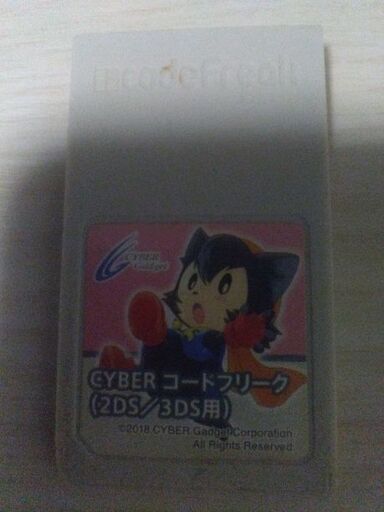 codeFreak
CYBER
Gadget
CYBER コードフリーク
(2DS／3DS用)
©2018 CYBER Gadget Corporation
All Rights Reserved.